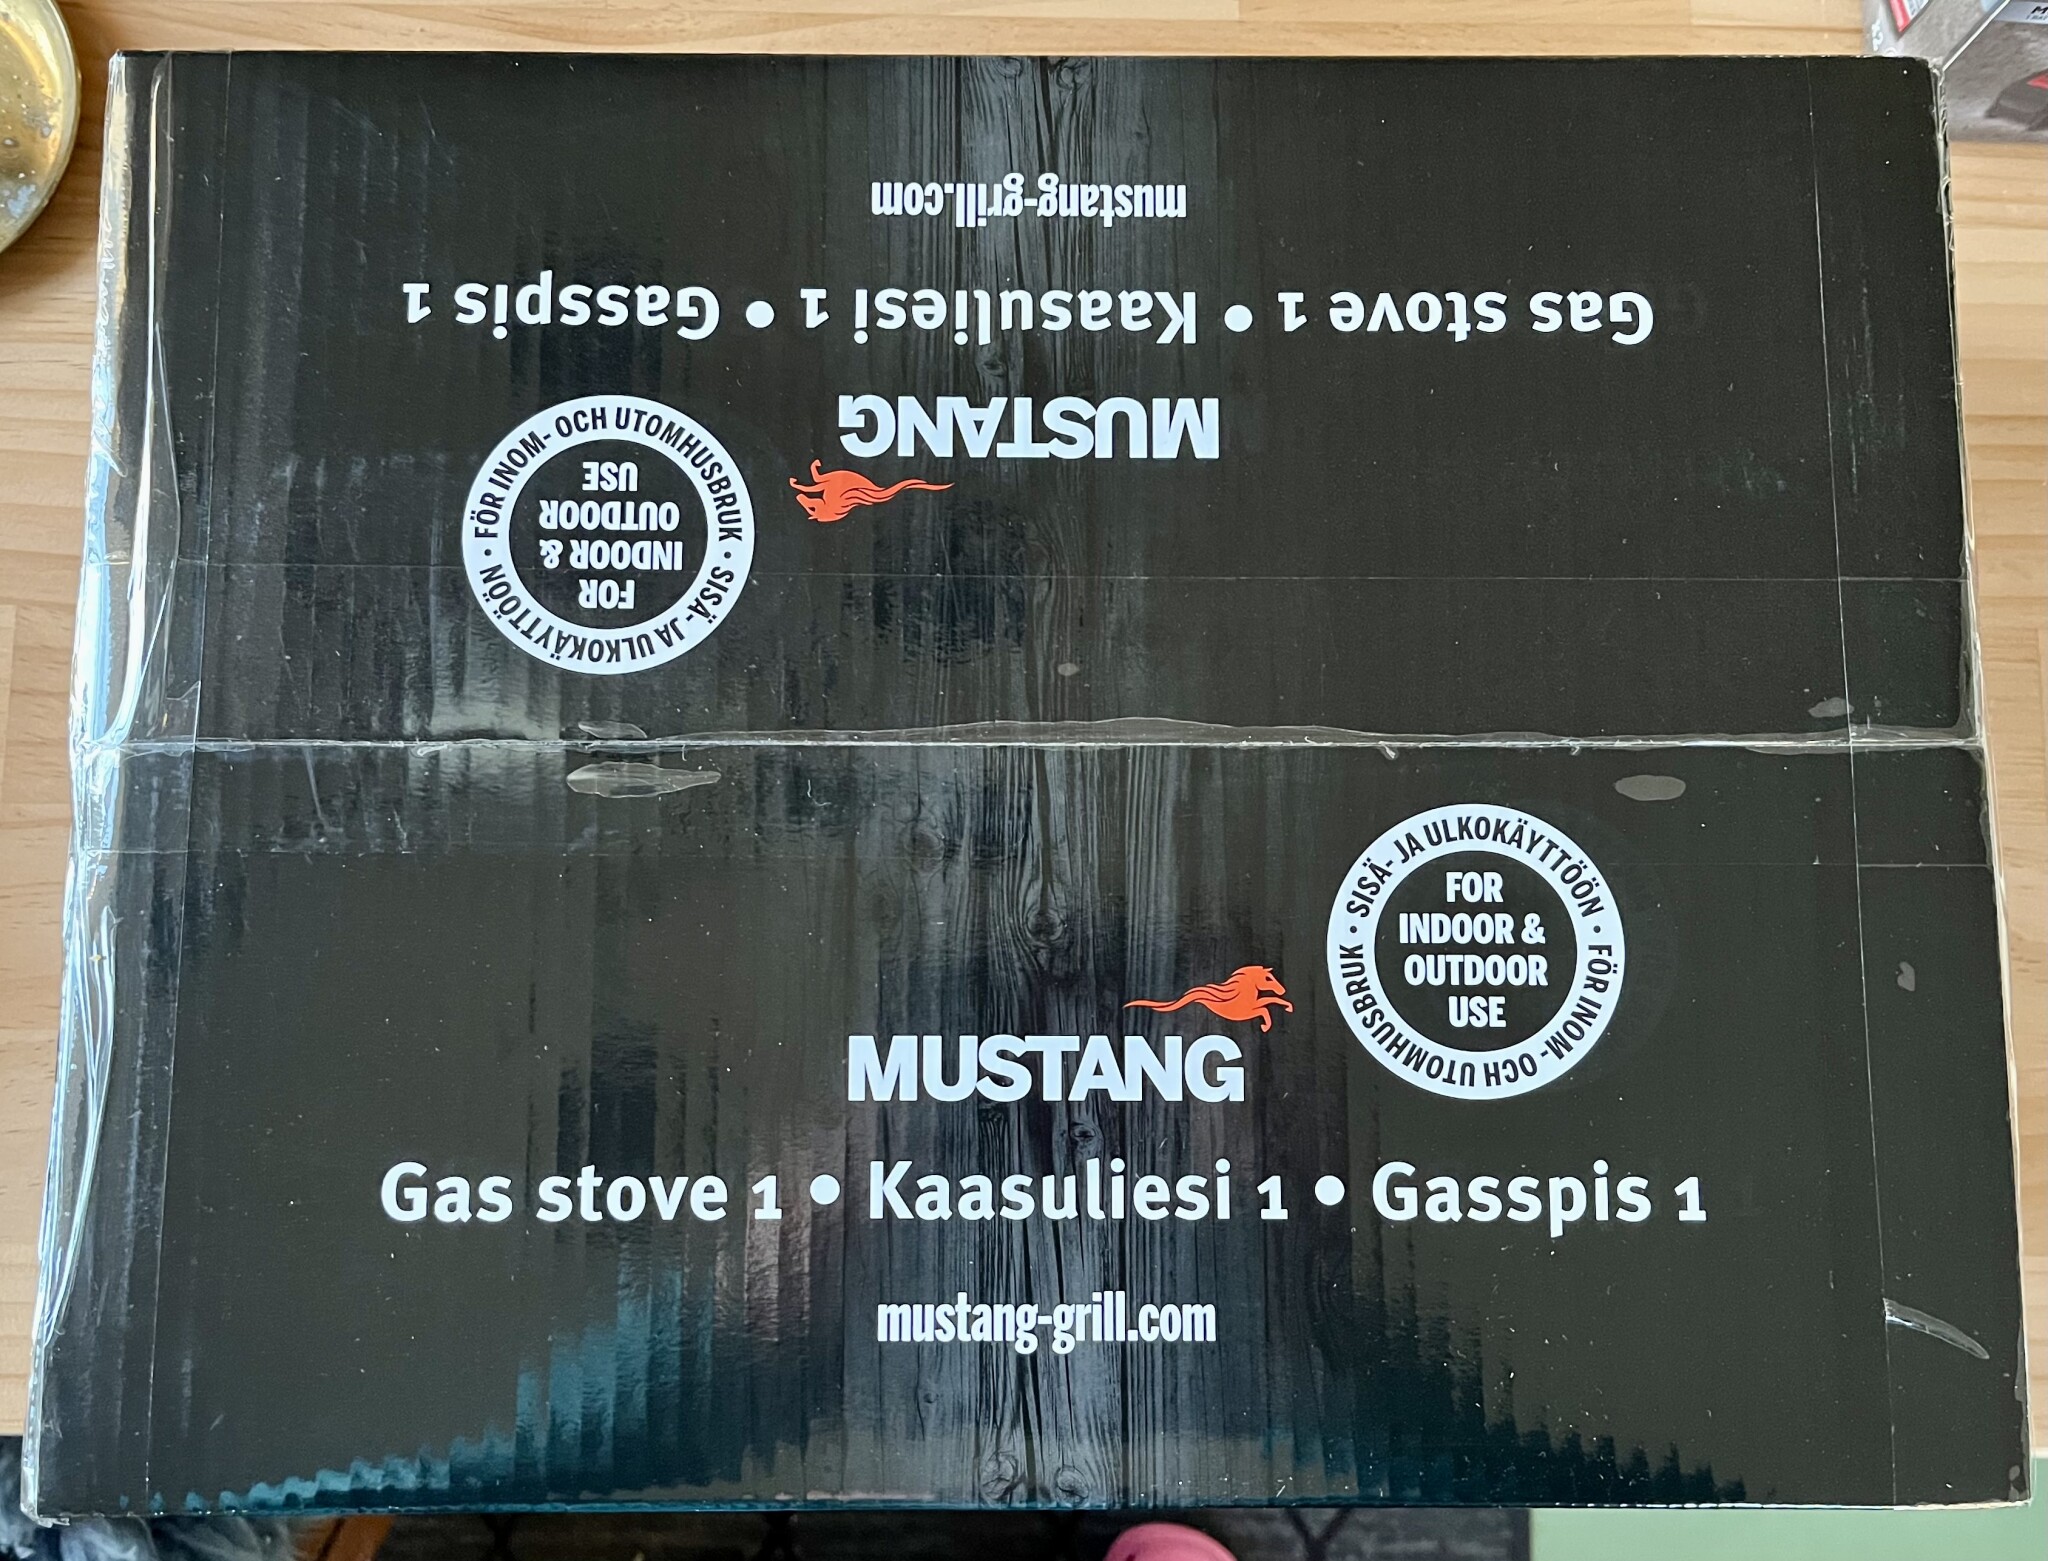 mustang-grill.com
Gas stove 1 • Kaasuliesi 1 • Gasspis 1
MUSTANG
FOR
INDOOR &
OUTDOOR
USE
SISÄ- JA ULKOKÄYTTÖÖN • FÖR INOM- OCH UTOMHUSBRUK •
FOR
INDOOR &
OUTDOOR
USE
SISÄ- JA ULKOKÄYTTÖÖN • FÖR INOM- OCH UTOMHUSBRUK •
MUSTANG
Gas stove 1 • Kaasuliesi 1 • Gasspis 1
mustang-grill.com